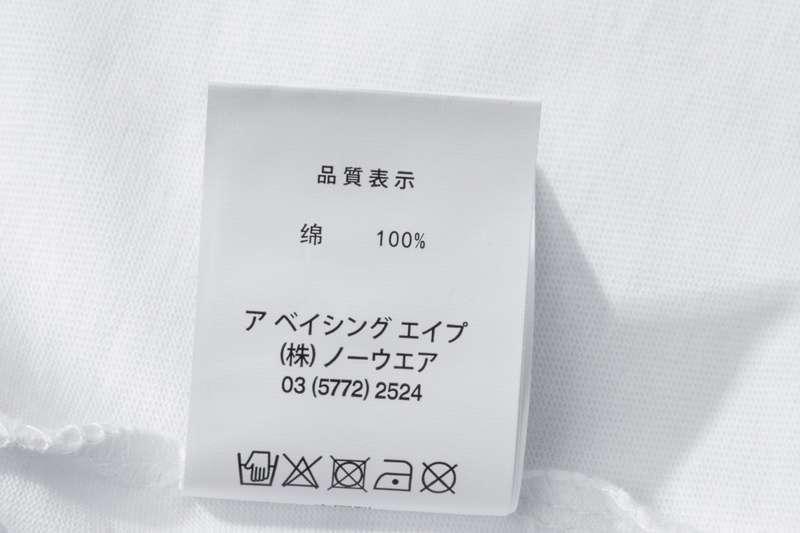 品質表示
绵 100%
ア ベイシング エイプ
(株) ノーウエア
03 (5772) 2524